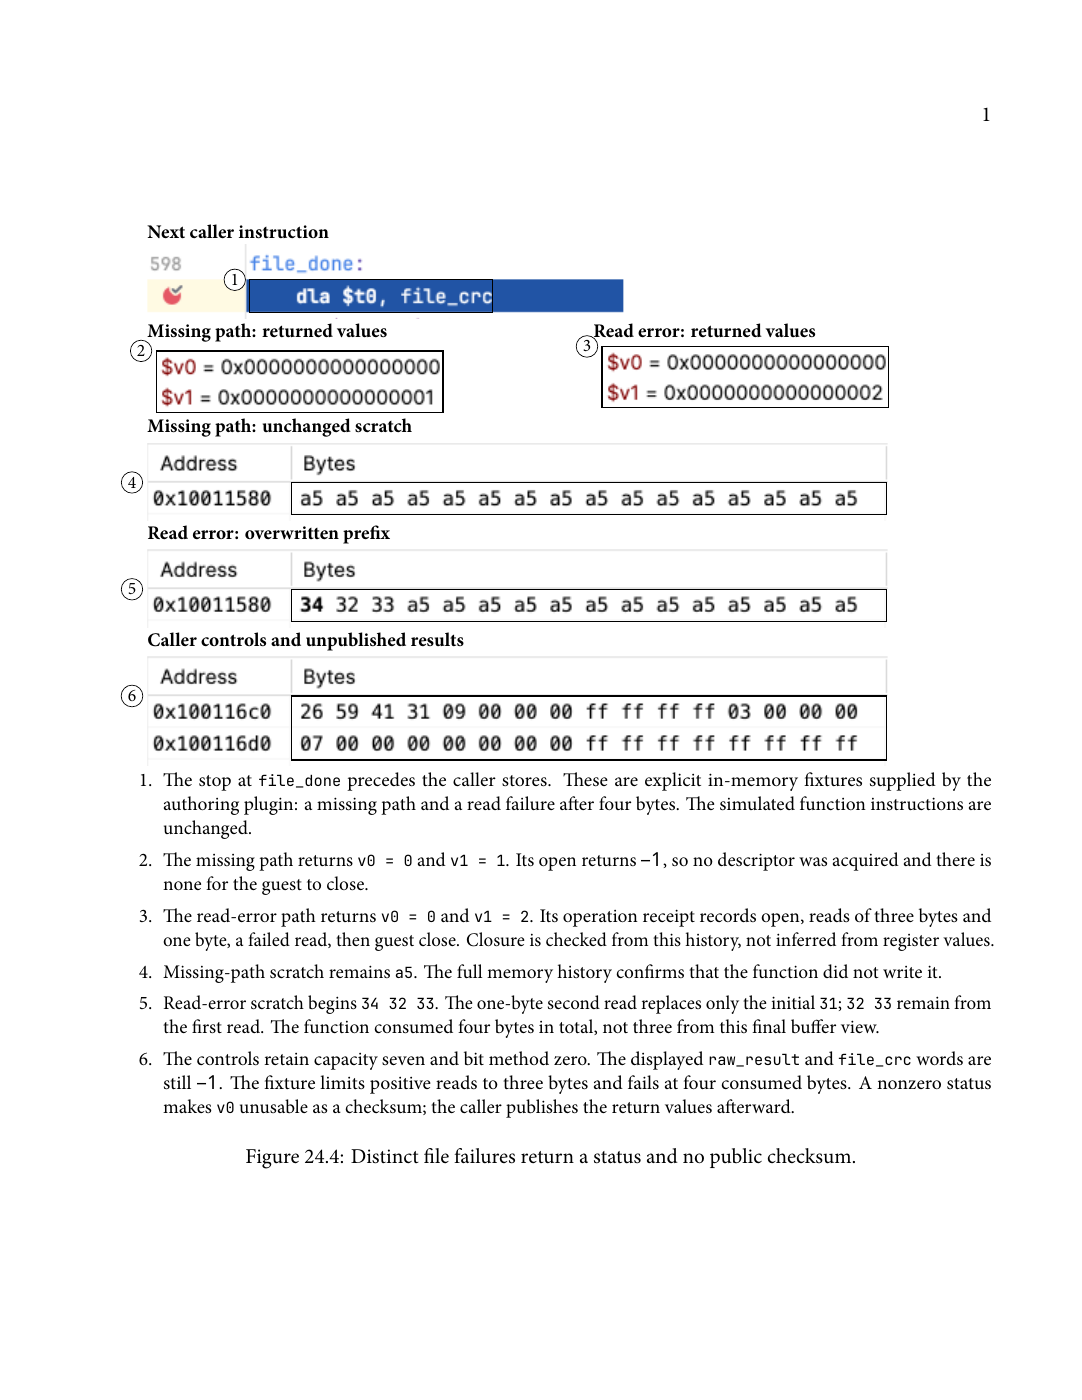 1
Next caller instruction
598 file_done:
1 dla $t0, file_crc
Missing path: returned values
Read error: returned values
2 $v0 = 0x0000000000000000
$v1 = 0x0000000000000001
3 $v0 = 0x0000000000000000
$v1 = 0x0000000000000002
Missing path: unchanged scratch
Address Bytes
4 0x10011580 a5 a5 a5 a5 a5 a5 a5 a5 a5 a5 a5 a5 a5 a5 a5 a5
Read error: overwritten prefix
Address Bytes
5 0x10011580 34 32 33 a5 a5 a5 a5 a5 a5 a5 a5 a5 a5 a5 a5 a5
Caller controls and unpublished results
Address Bytes
6 0x100116c0 26 59 41 31 09 00 00 00 ff ff ff ff 03 00 00 00
0x100116d0 07 00 00 00 00 00 00 00 ff ff ff ff ff ff ff ff
1. The stop at file_done precedes the caller stores. These are explicit in-memory fixtures supplied by the
authoring plugin: a missing path and a read failure after four bytes. The simulated function instructions are
unchanged.
2. The missing path returns v0 = 0 and v1 = 1. Its open returns −1, so no descriptor was acquired and there is
none for the guest to close.
3. The read-error path returns v0 = 0 and v1 = 2. Its operation receipt records open, reads of three bytes and
one byte, a failed read, then guest close. Closure is checked from this history, not inferred from register values.
4. Missing-path scratch remains a5. The full memory history confirms that the function did not write it.
5. Read-error scratch begins 34 32 33. The one-byte second read replaces only the initial 31; 32 33 remain from
the first read. The function consumed four bytes in total, not three from this final buffer view.
6. The controls retain capacity seven and bit method zero. The displayed raw_result and file_crc words are
still −1. The fixture limits positive reads to three bytes and fails at four consumed bytes. A nonzero status
makes v0 unusable as a checksum; the caller publishes the return values afterward.
Figure 24.4: Distinct file failures return a status and no public checksum.